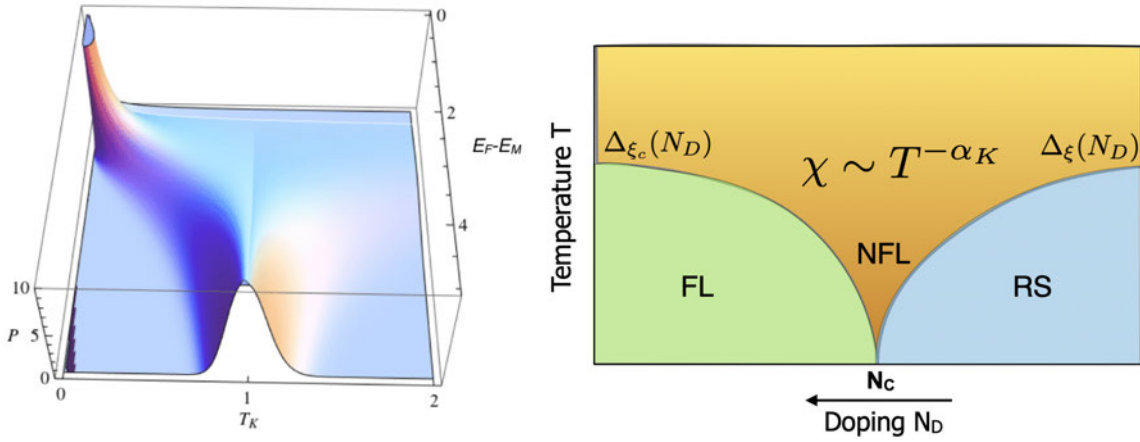 0
2
E_F-E_M
4
10
P 5
0
0 1 2
T_K
Temperature T
Δ_{ξ_c}(N_D)
Δ_ξ(N_D)
χ ∼ T^{−α_K}
NFL
FL
RS
N_C
Doping N_D